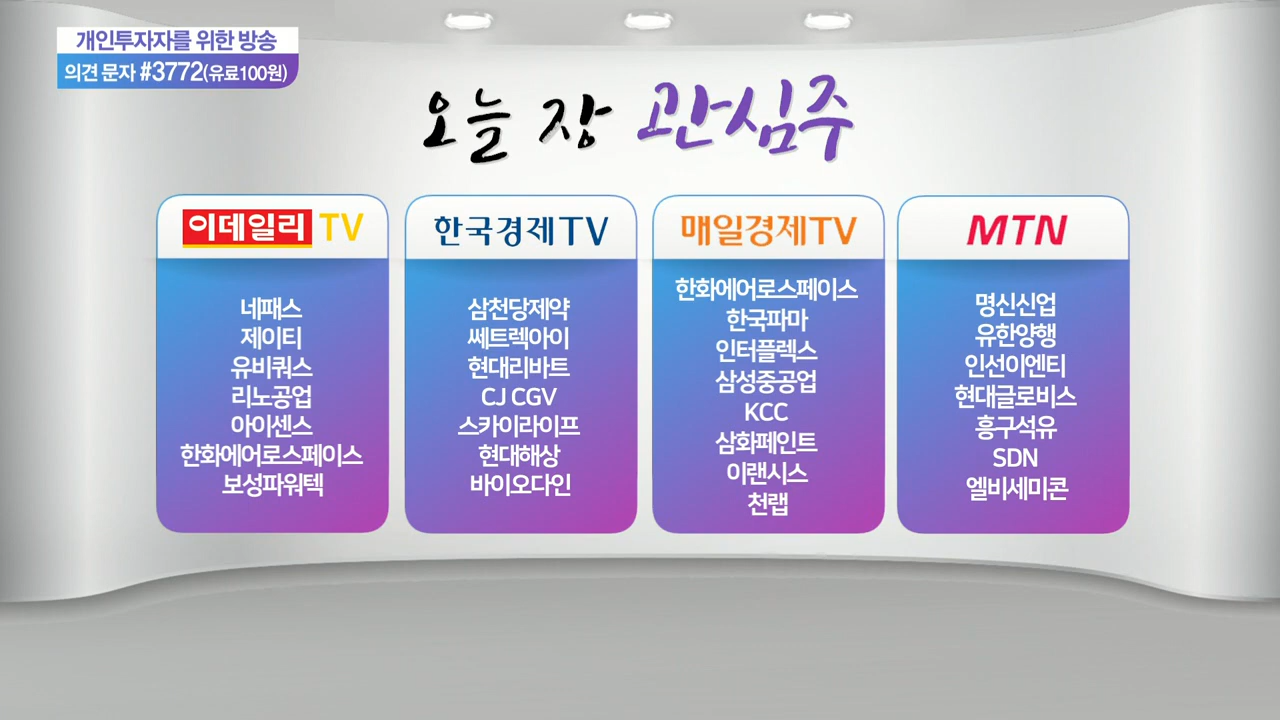 개인투자자를 위한 방송
의견 문자 #3772(유료100원)
오늘 장 관심주
이데일리 TV
네패스
제이티
유비쿼스
리노공업
아이센스
한화에어로스페이스
보성파워텍
한국경제TV
삼천당제약
쎄트렉아이
현대리바트
CJ CGV
스카이라이프
현대해상
바이오다인
매일경제TV
한화에어로스페이스
한국파마
인터플렉스
삼성중공업
KCC
삼화페인트
이랜시스
천랩
MTN
명신산업
유한양행
인선이엔티
현대글로비스
흥구석유
SDN
엘비세미콘